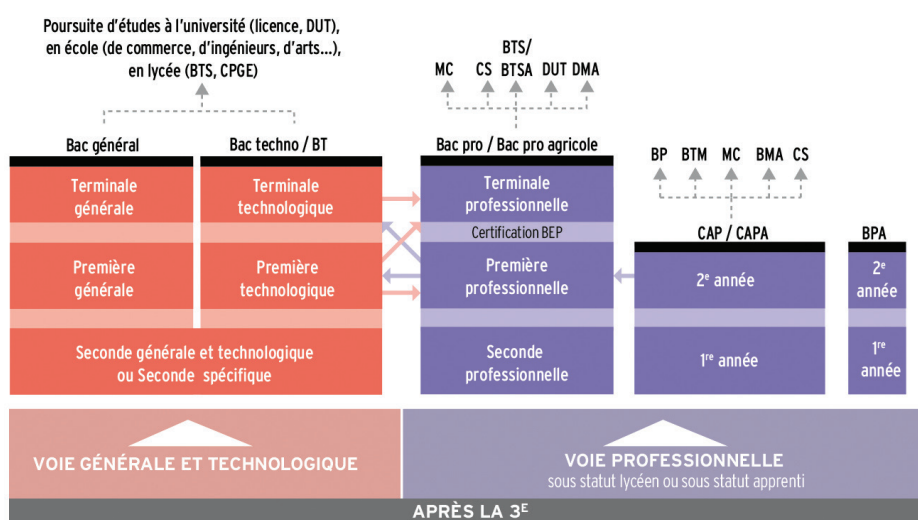 Poursuite d'études à l'université (licence, DUT),
en école (de commerce, d'ingénieurs, d'arts...),
en lycée (BTS, CPGE)
BTS/
MC CS BTSA DUT DMA
Bac général
Bac techno / BT
Bac pro / Bac pro agricole
BP BTM MC BMA CS
Terminale
générale
Terminale
technologique
Terminale
professionnelle
Certification BEP
CAP / CAPA
BPA
Première
générale
Première
technologique
Première
professionnelle
2e année
2e
année
Seconde générale et technologique
ou Seconde spécifique
Seconde
professionnelle
1re année
1re
année
VOIE GÉNÉRALE ET TECHNOLOGIQUE
VOIE PROFESSIONNELLE
sous statut lycéen ou sous statut apprenti
APRÈS LA 3E